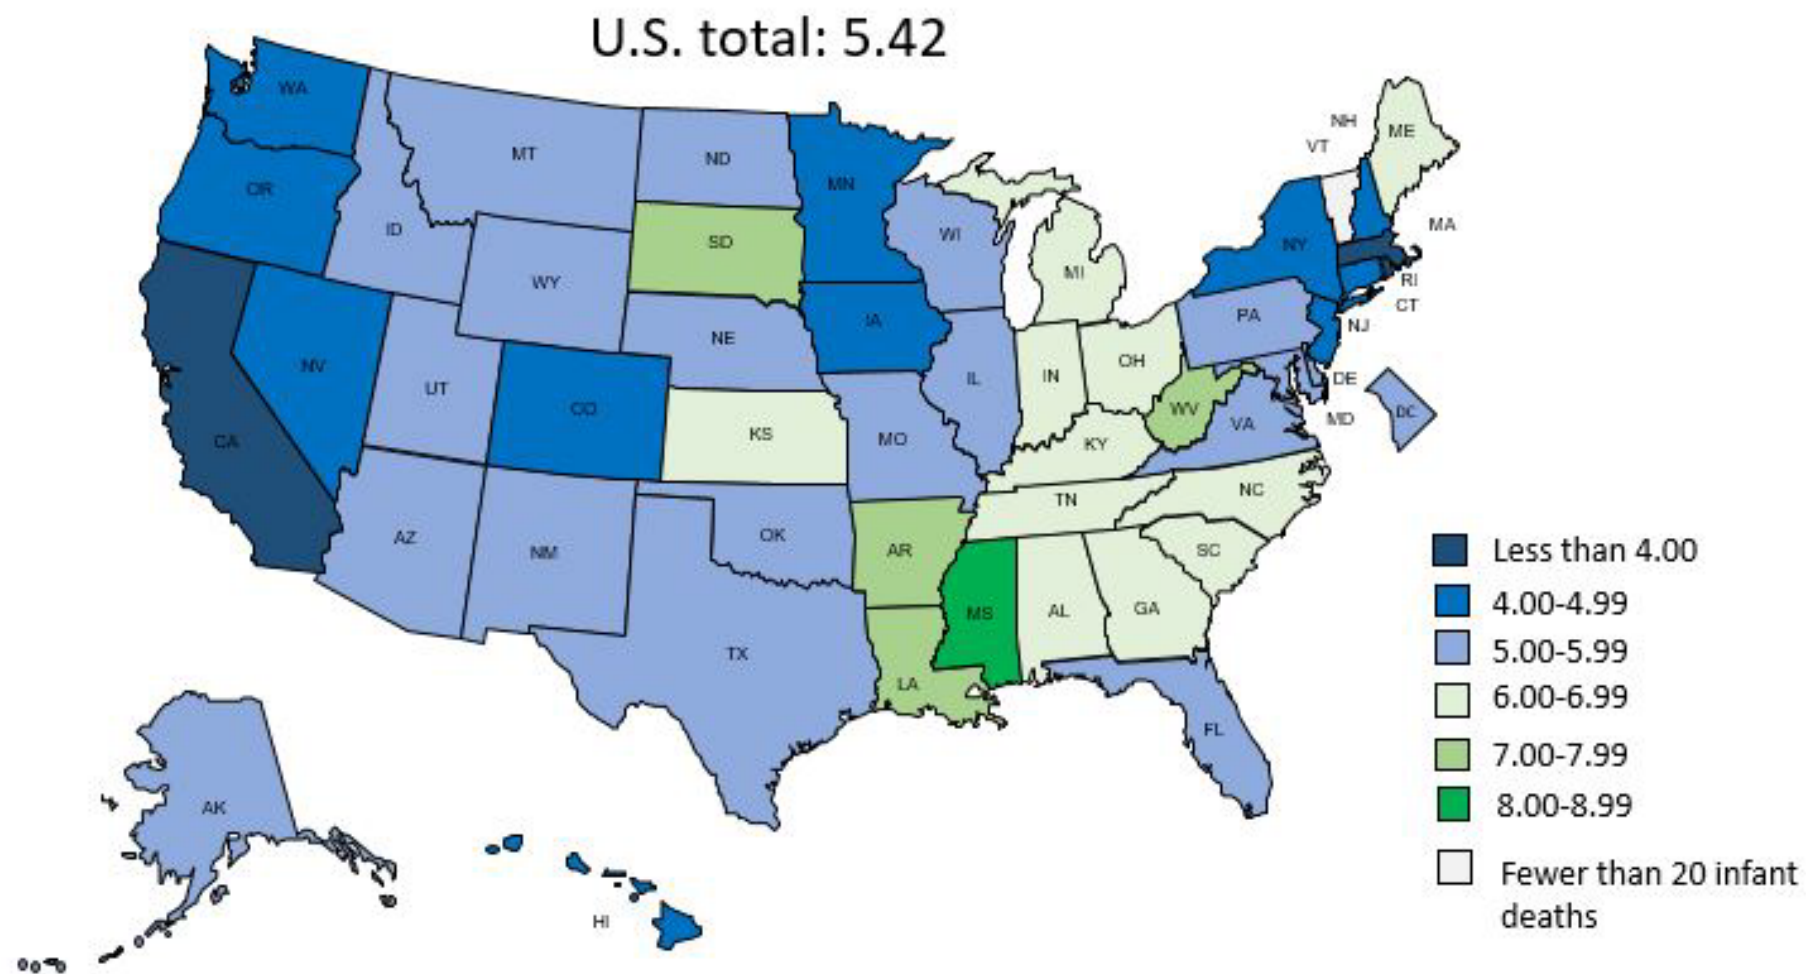 U.S. total: 5.42
WA
OR
CA
NV
ID
MT
WY
UT
AZ
CO
NM
ND
SD
NE
KS
OK
TX
MN
IA
MO
AR
LA
WI
IL
MI
IN
OH
KY
TN
MS
AL
GA
FL
SC
NC
VA
WV
PA
NY
VT
NH
ME
MA
RI
CT
NJ
DE
MD
DC
AK
HI
Less than 4.00
4.00-4.99
5.00-5.99
6.00-6.99
7.00-7.99
8.00-8.99
Fewer than 20 infant
deaths